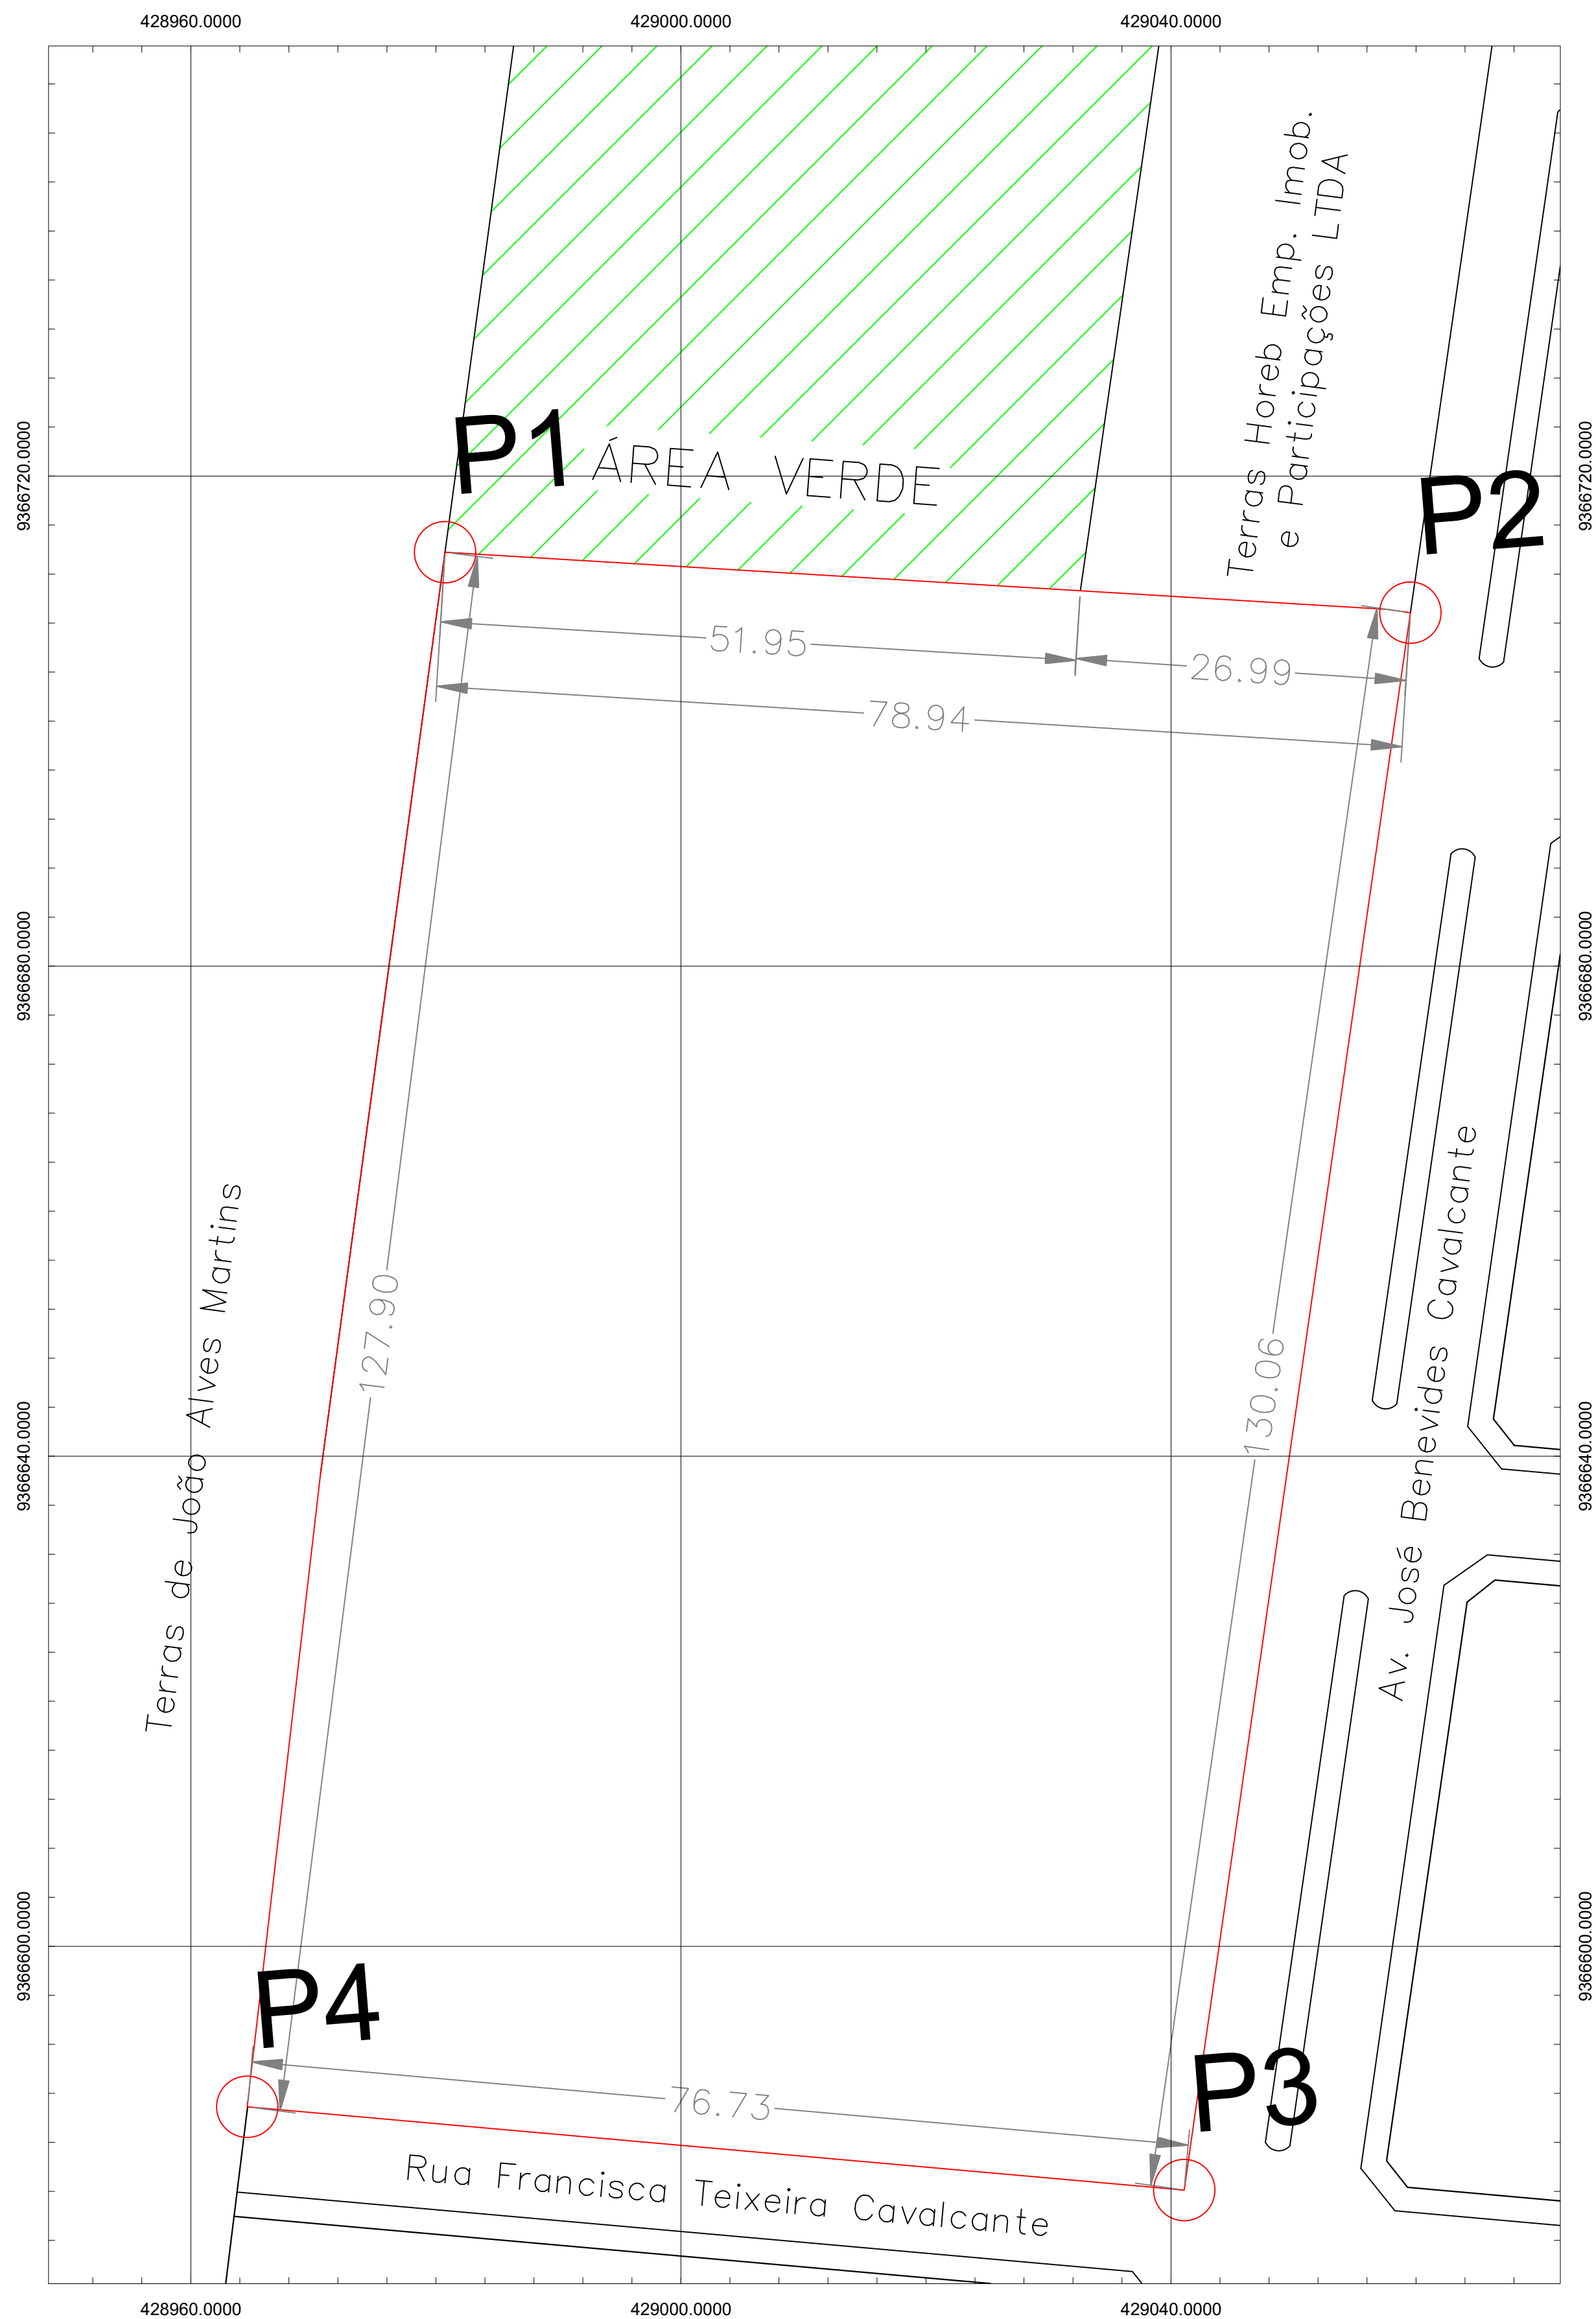 428960.0000
429000.0000
429040.0000
Terras Horeb Emp. Imob.
e Participações LTDA
9366720.0000
P1
ÁREA VERDE
P2
9366720.0000
51.95
26.99
78.94
9366680.0000
9366680.0000
127.90
130.06
Terras de João Alves Martins
Av. José Benevides Cavalcante
9366640.0000
9366640.0000
9366600.0000
9366600.0000
P4
P3
76.73
Rua Francisca Teixeira Cavalcante
428960.0000
429000.0000
429040.0000